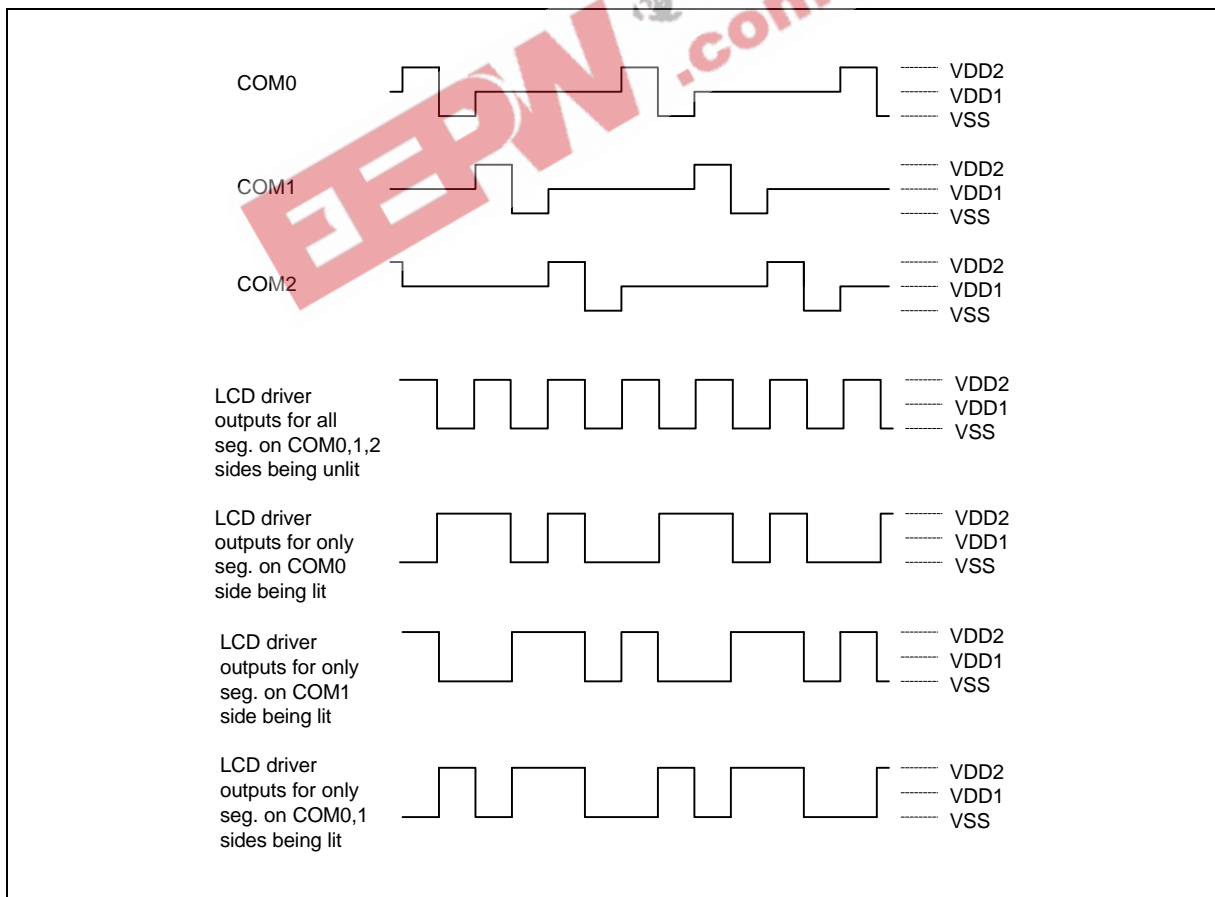 EEPW.com
COM0
VDD2
VDD1
VSS
COM1
VDD2
VDD1
VSS
COM2
VDD2
VDD1
VSS
LCD driver
outputs for all
seg. on COM0,1,2
sides being unlit
VDD2
VDD1
VSS
LCD driver
outputs for only
seg. on COM0
side being lit
VDD2
VDD1
VSS
LCD driver
outputs for only
seg. on COM1
side being lit
VDD2
VDD1
VSS
LCD driver
outputs for only
seg. on COM0,1
sides being lit
VDD2
VDD1
VSS